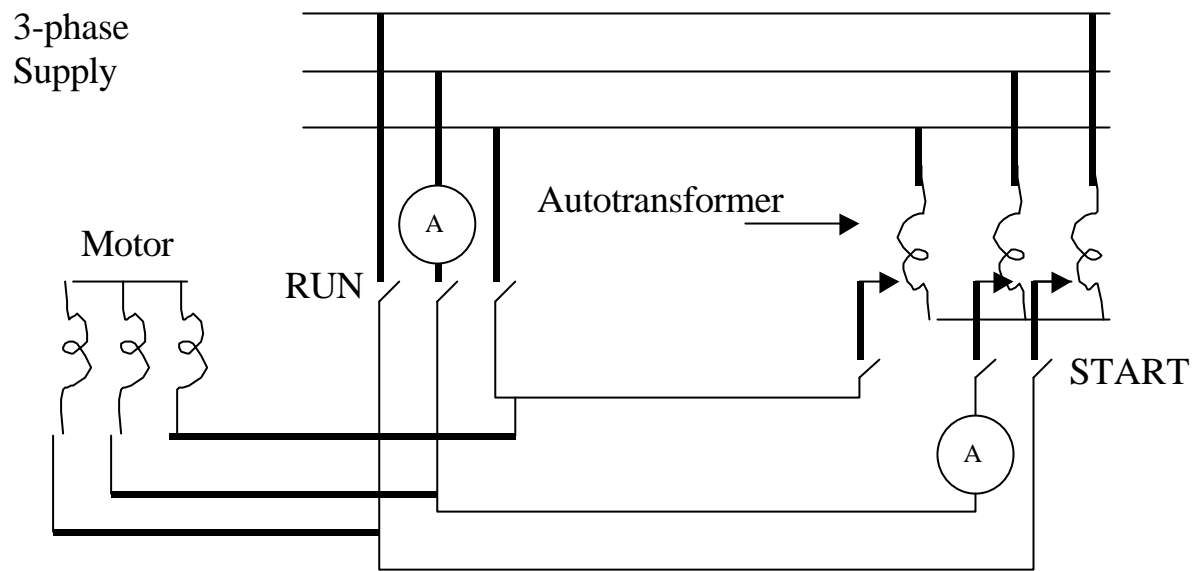 3-phase
Supply
A
Autotransformer
Motor
RUN
START
A